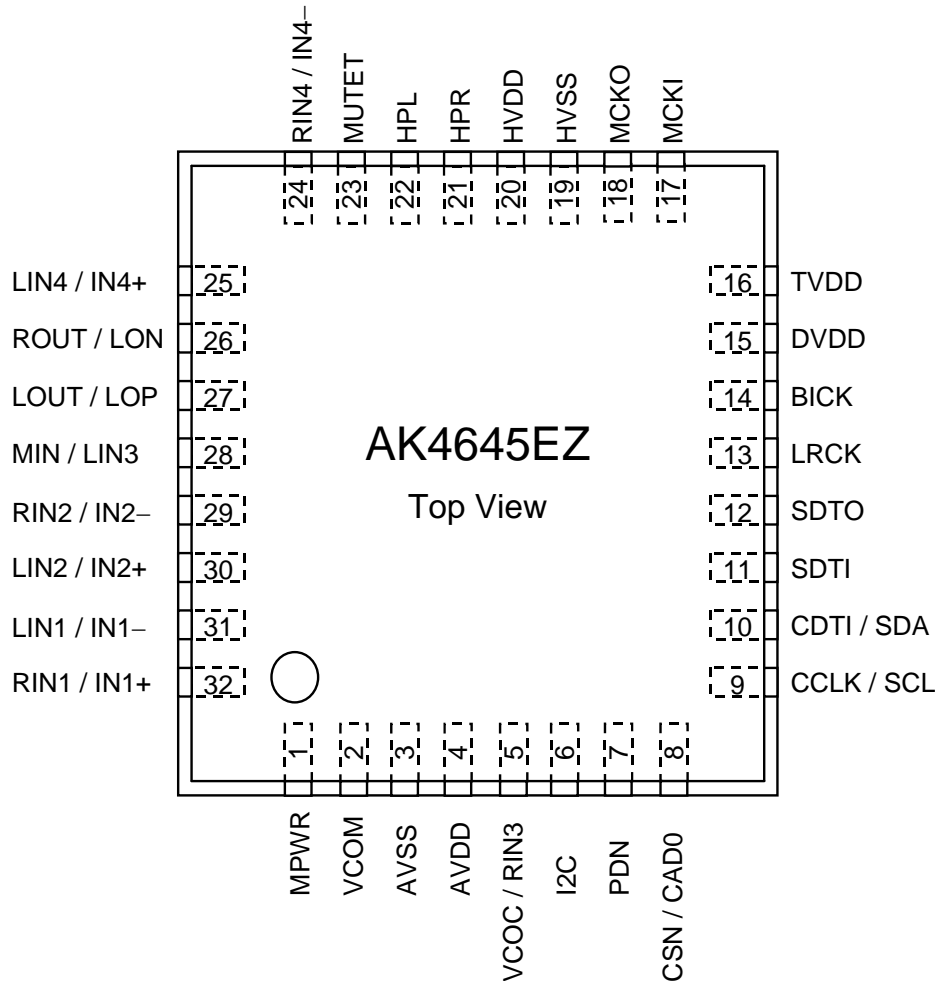 RIN4 / IN4−
MUTET
HPL
HPR
HVDD
HVSS
MCKO
MCKI
24
23
22
21
20
19
18
17
LIN4 / IN4+ 25
16 TVDD
ROUT / LON 26
15 DVDD
LOUT / LOP 27
14 BICK
MIN / LIN3 28
13 LRCK
RIN2 / IN2− 29
12 SDTO
LIN2 / IN2+ 30
11 SDTI
LIN1 / IN1− 31
10 CDTI / SDA
RIN1 / IN1+ 32
9 CCLK / SCL
AK4645EZ
Top View
1
2
3
4
5
6
7
8
MPWR
VCOM
AVSS
AVDD
VCOC / RIN3
I2C
PDN
CSN / CAD0